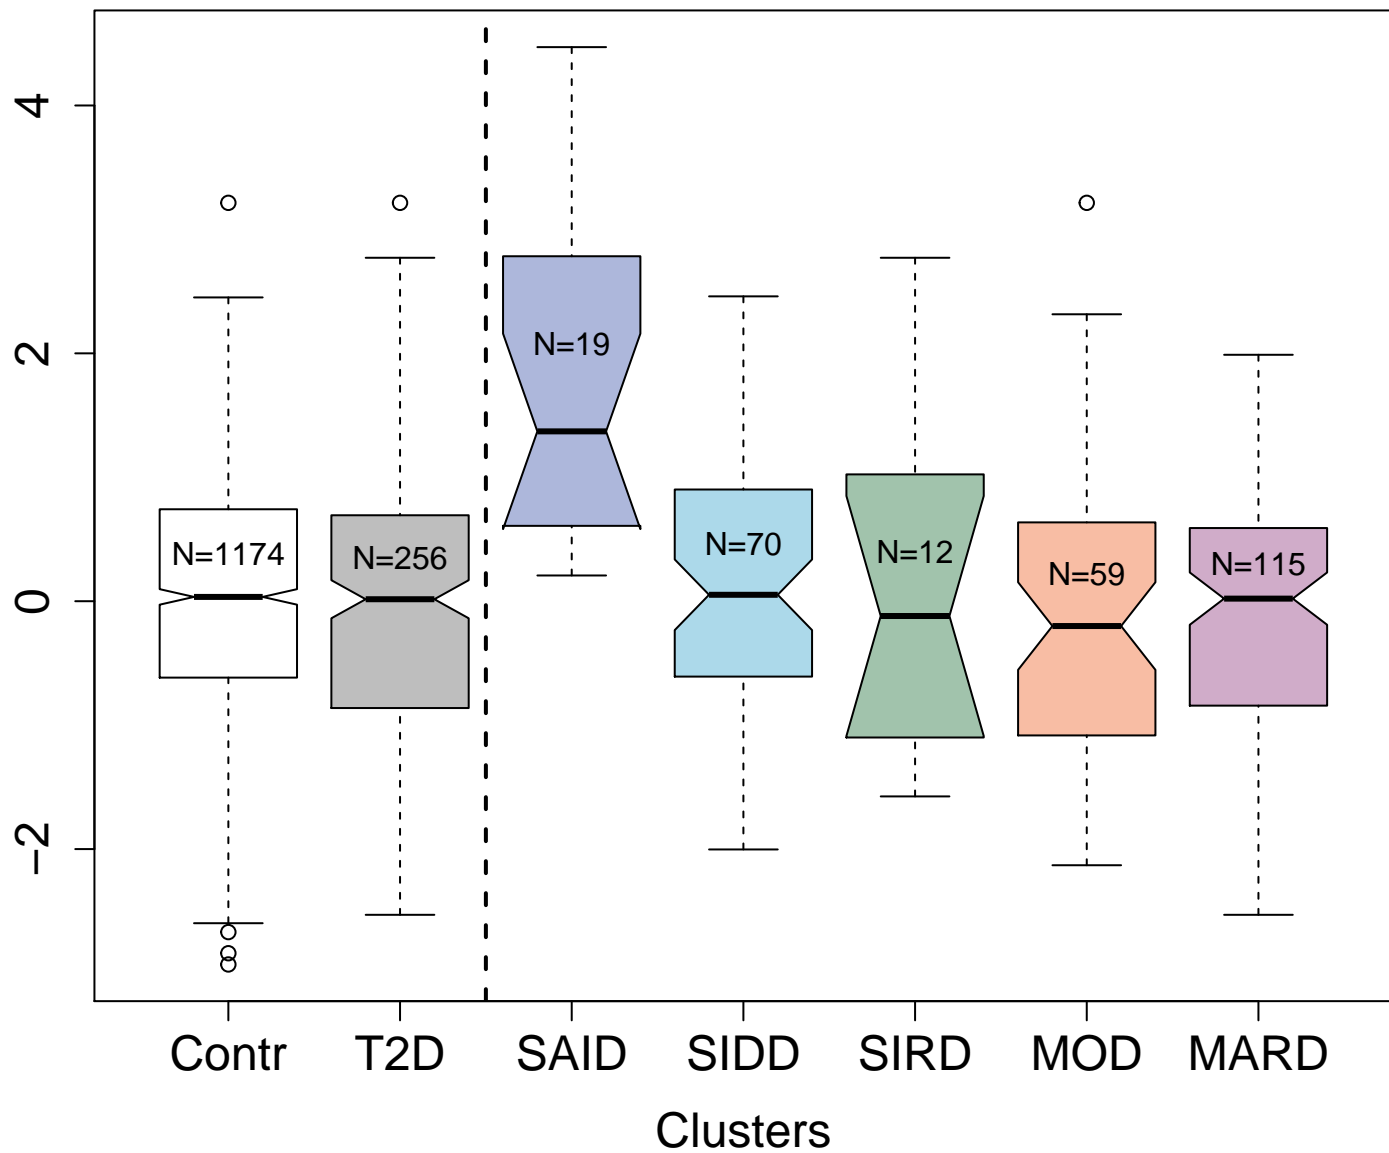 4
2
0
−2
N=1174
N=256
N=19
N=70
N=12
N=59
N=115
Contr T2D SAID SIDD SIRD MOD MARD
Clusters